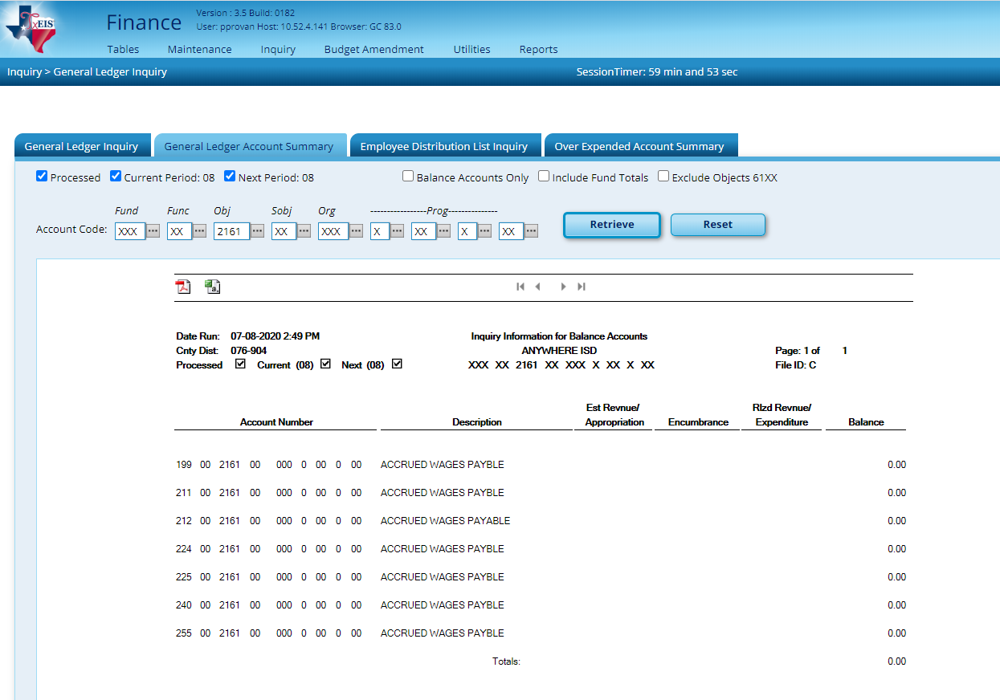 TxEIS
Finance
Version : 3.5 Build: 0182
User: pprovan Host: 10.52.4.141 Browser: GC 83.0
Tables Maintenance Inquiry Budget Amendment Utilities Reports
Inquiry > General Ledger Inquiry SessionTimer: 59 min and 53 sec
General Ledger Inquiry General Ledger Account Summary Employee Distribution List Inquiry Over Expended Account Summary
Processed Current Period: 08 Next Period: 08 Balance Accounts Only Include Fund Totals Exclude Objects 61XX
Fund Func Obj Sobj Org -----------------Prog---------------
Account Code: XXX ... XX ... 2161 ... XX ... XXX ... X ... XX ... X ... XX ... Retrieve Reset
Date Run: 07-08-2020 2:49 PM Inquiry Information for Balance Accounts
Cnty Dist: 076-904 ANYWHERE ISD Page: 1 of 1
Processed Current (08) Next (08) XXX XX 2161 XX XXX X XX X XX File ID: C
Est Revnue/ Rlzd Revnue/
Account Number Description Appropriation Encumbrance Expenditure Balance
199 00 2161 00 000 0 00 0 00 ACCRUED WAGES PAYBLE 0.00
211 00 2161 00 000 0 00 0 00 ACCRUED WAGES PAYBLE 0.00
212 00 2161 00 000 0 00 0 00 ACCRUED WAGES PAYABLE 0.00
224 00 2161 00 000 0 00 0 00 ACCRUED WAGES PAYBLE 0.00
225 00 2161 00 000 0 00 0 00 ACCRUED WAGES PAYBLE 0.00
240 00 2161 00 000 0 00 0 00 ACCRUED WAGES PAYBLE 0.00
255 00 2161 00 000 0 00 0 00 ACCRUED WAGES PAYBLE 0.00
Totals: 0.00